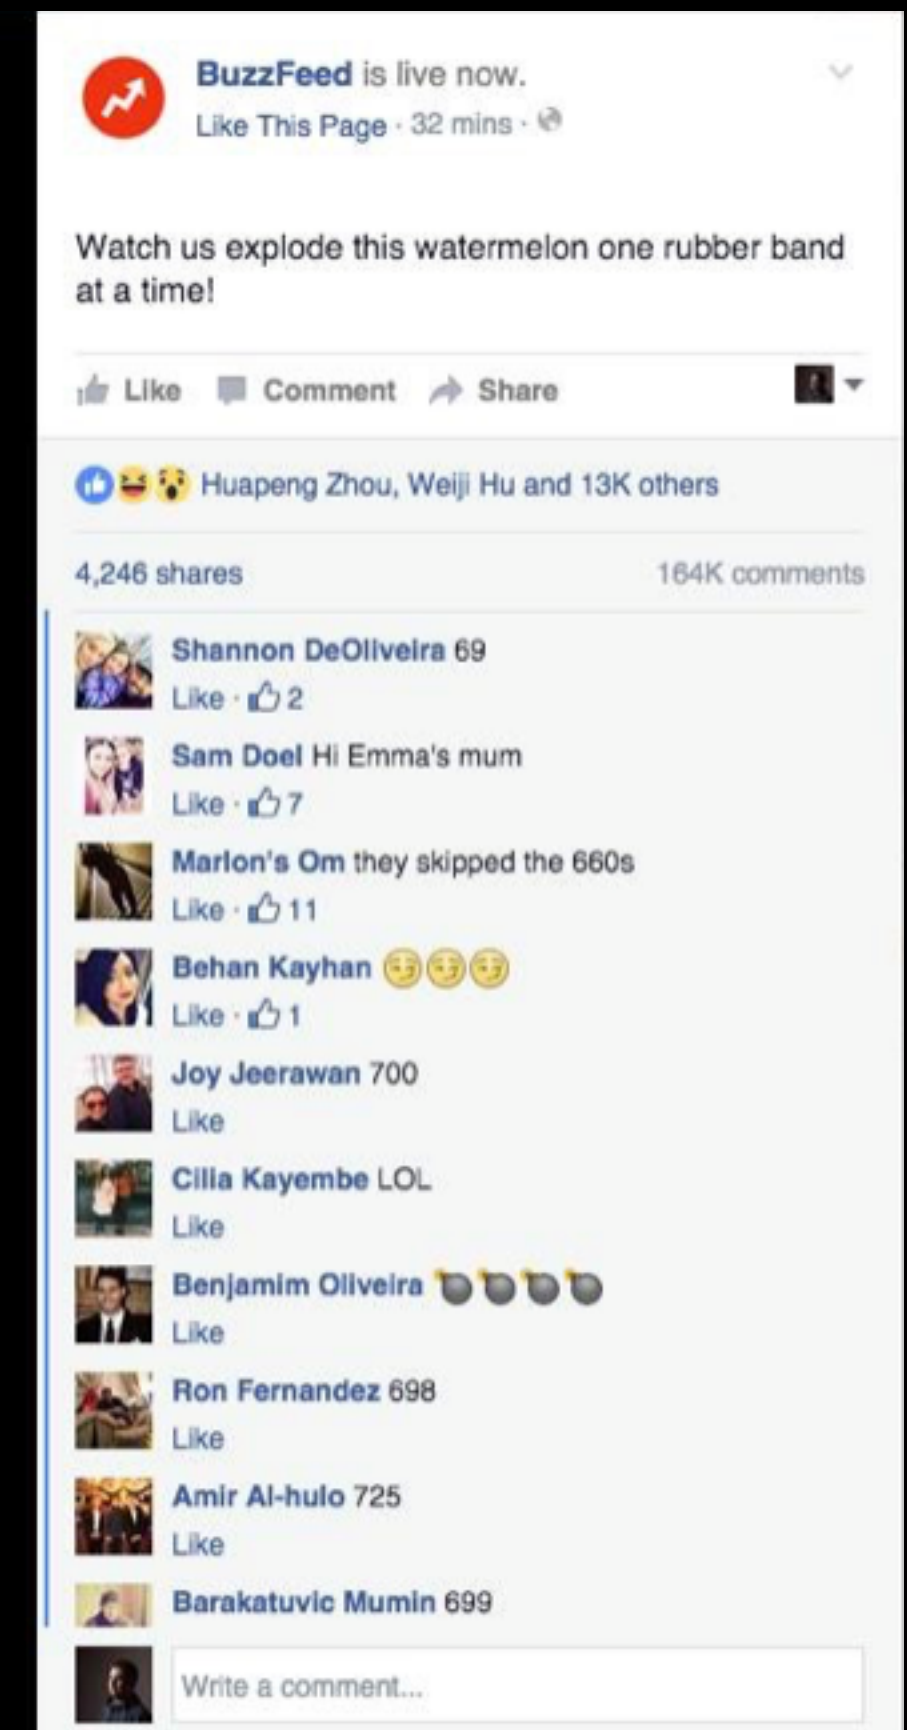 BuzzFeed is live now.
Like This Page · 32 mins ·
Watch us explode this watermelon one rubber band
at a time!
Like Comment Share
Huapeng Zhou, Weiji Hu and 13K others
4,246 shares 164K comments
Shannon DeOliveira 69
Like · 2
Sam Doel Hi Emma's mum
Like · 7
Marlon's Om they skipped the 660s
Like · 11
Behan Kayhan 😏😏😏
Like · 1
Joy Jeerawan 700
Like
Cilia Kayembe LOL
Like
Benjamim Oliveira 💣💣💣💣
Like
Ron Fernandez 698
Like
Amir Al-hulo 725
Like
Barakatuvic Mumin 699
Write a comment...